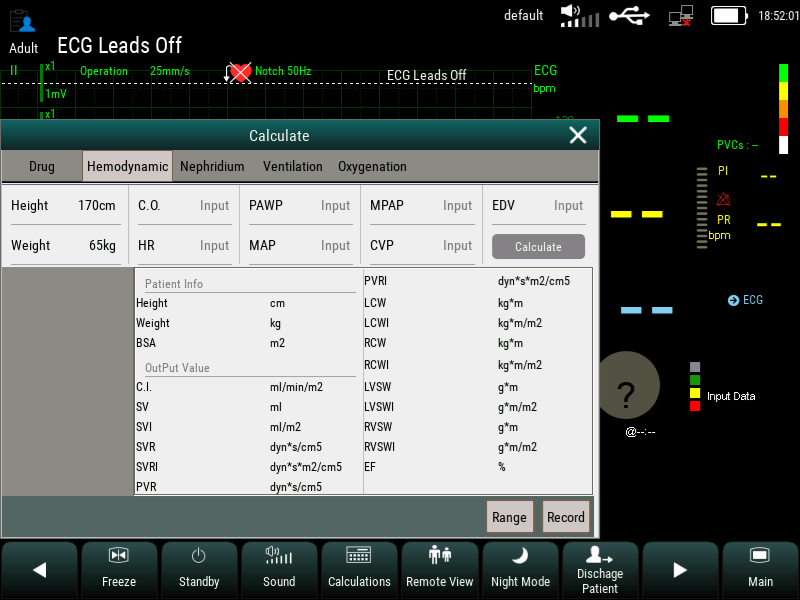 default
18:52:01
Adult
ECG Leads Off
II
x1
Operation
25mm/s
Notch 50Hz
ECG Leads Off
ECG
1mV
bpm
x1
Calculate
PVCs : --
Drug
Hemodynamic
Nephridium
Ventilation
Oxygenation
PI
--
Height 170cm
C.O. Input
PAWP Input
MPAP Input
EDV Input
PR
--
bpm
Weight 65kg
HR Input
MAP Input
CVP Input
Calculate
Patient Info
Height cm
Weight kg
BSA m2
OutPut Value
C.I. ml/min/m2
SV ml
SVI ml/m2
SVR dyn*s/cm5
SVRI dyn*s*m2/cm5
PVR dyn*s/cm5
PVRI dyn*s*m2/cm5
LCW kg*m
LCWI kg*m/m2
RCW kg*m
RCWI kg*m/m2
LVSW g*m
LVSWI g*m/m2
RVSW g*m
RVSWI g*m/m2
EF %
ECG
?
Input Data
@--:--
Range
Record
Freeze
Standby
Sound
Calculations
Remote View
Night Mode
Dischage
Patient
Main